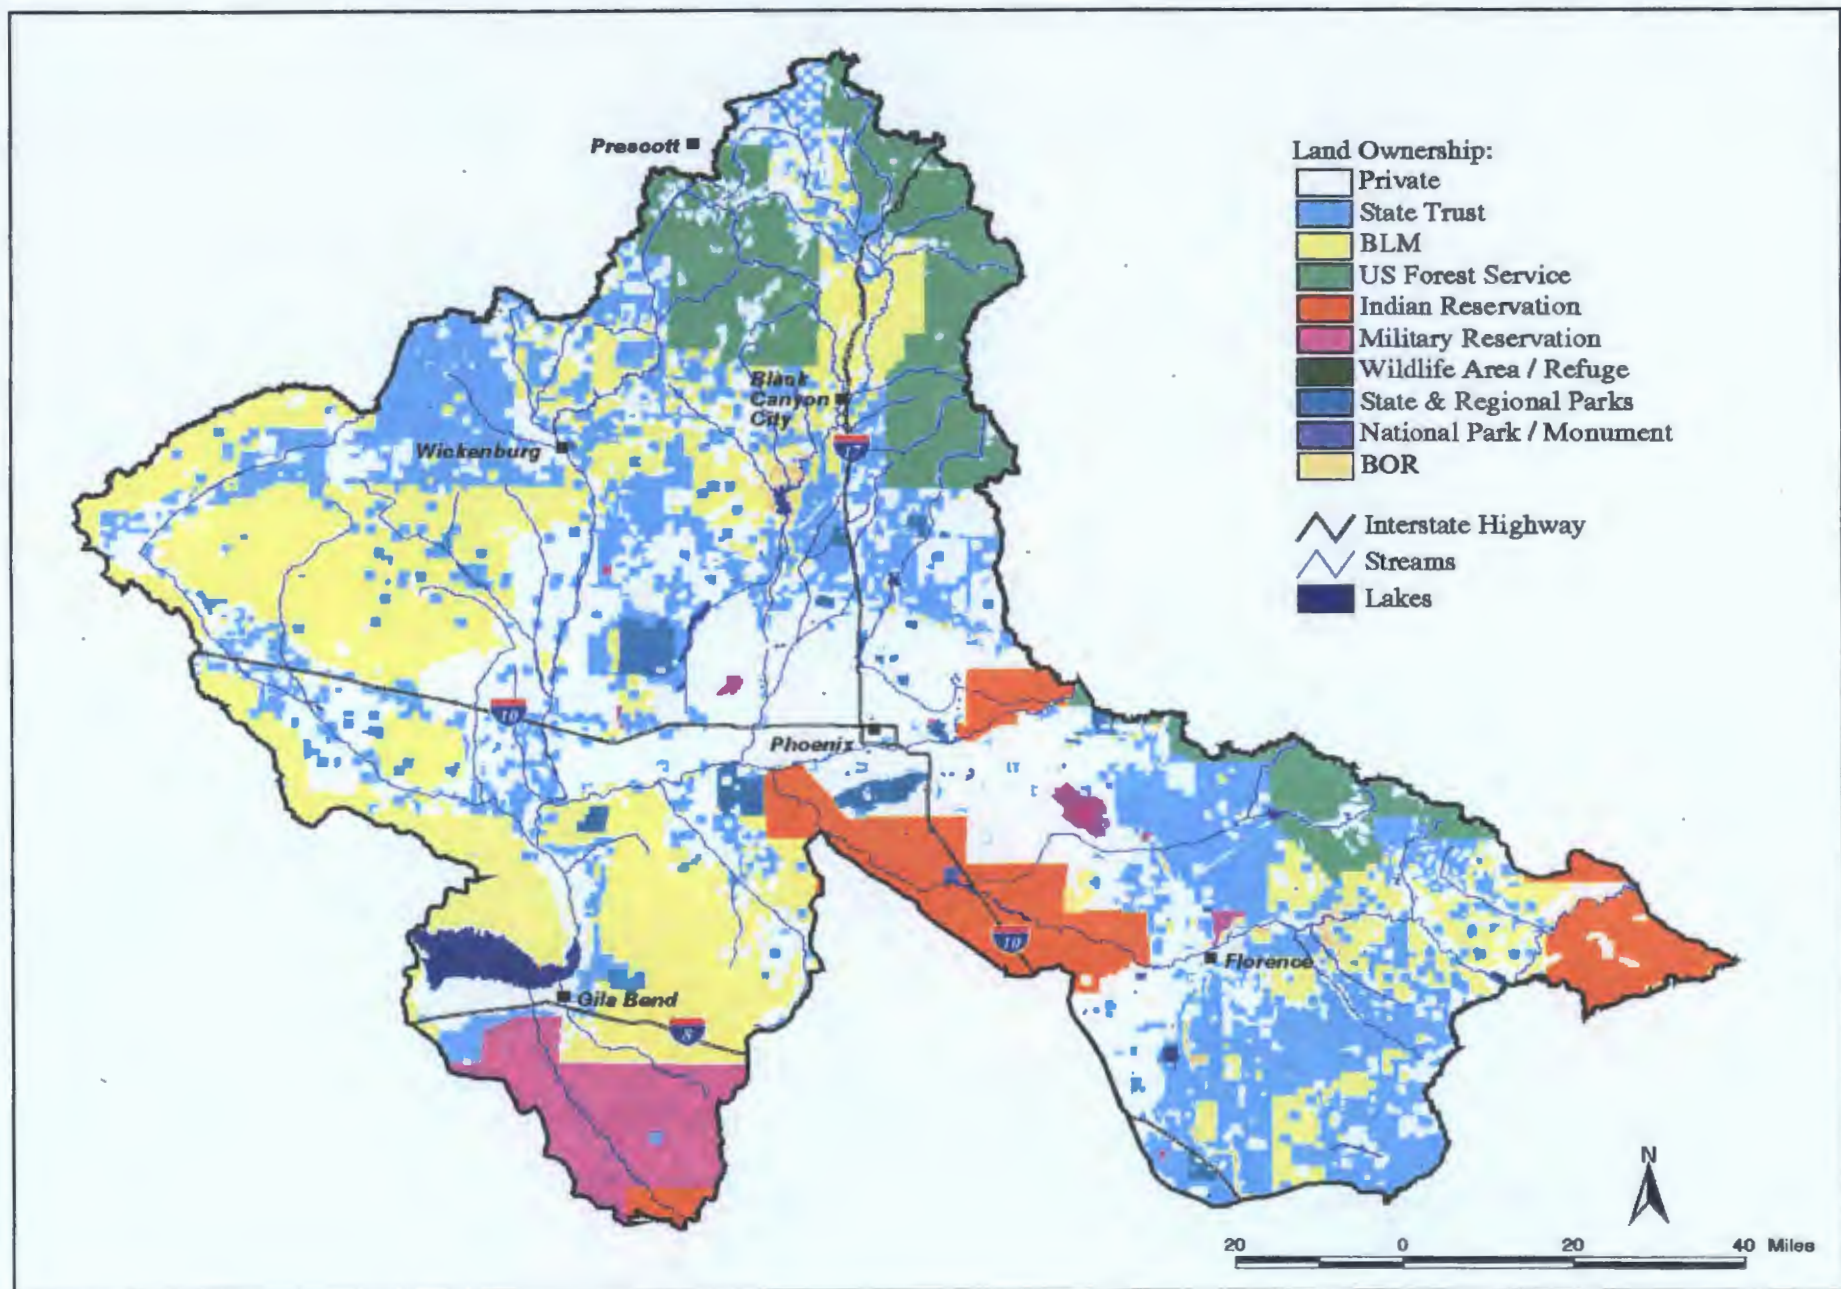 Prescott
Black
Canyon
City
Wickenburg
17
10
Phoenix
10
Florence
Gila Bend
8
Land Ownership:
Private
State Trust
BLM
US Forest Service
Indian Reservation
Military Reservation
Wildlife Area / Refuge
State & Regional Parks
National Park / Monument
BOR
Interstate Highway
Streams
Lakes
N
20 0 20 40 Miles